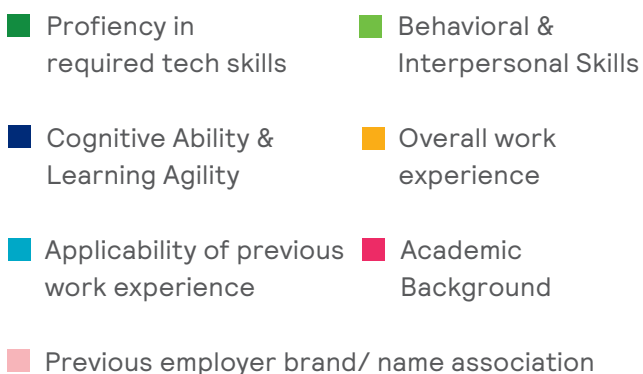 Profiency in
required tech skills
Behavioral &
Interpersonal Skills
Cognitive Ability &
Learning Agility
Overall work
experience
Applicability of previous
work experience
Academic
Background
Previous employer brand/ name association